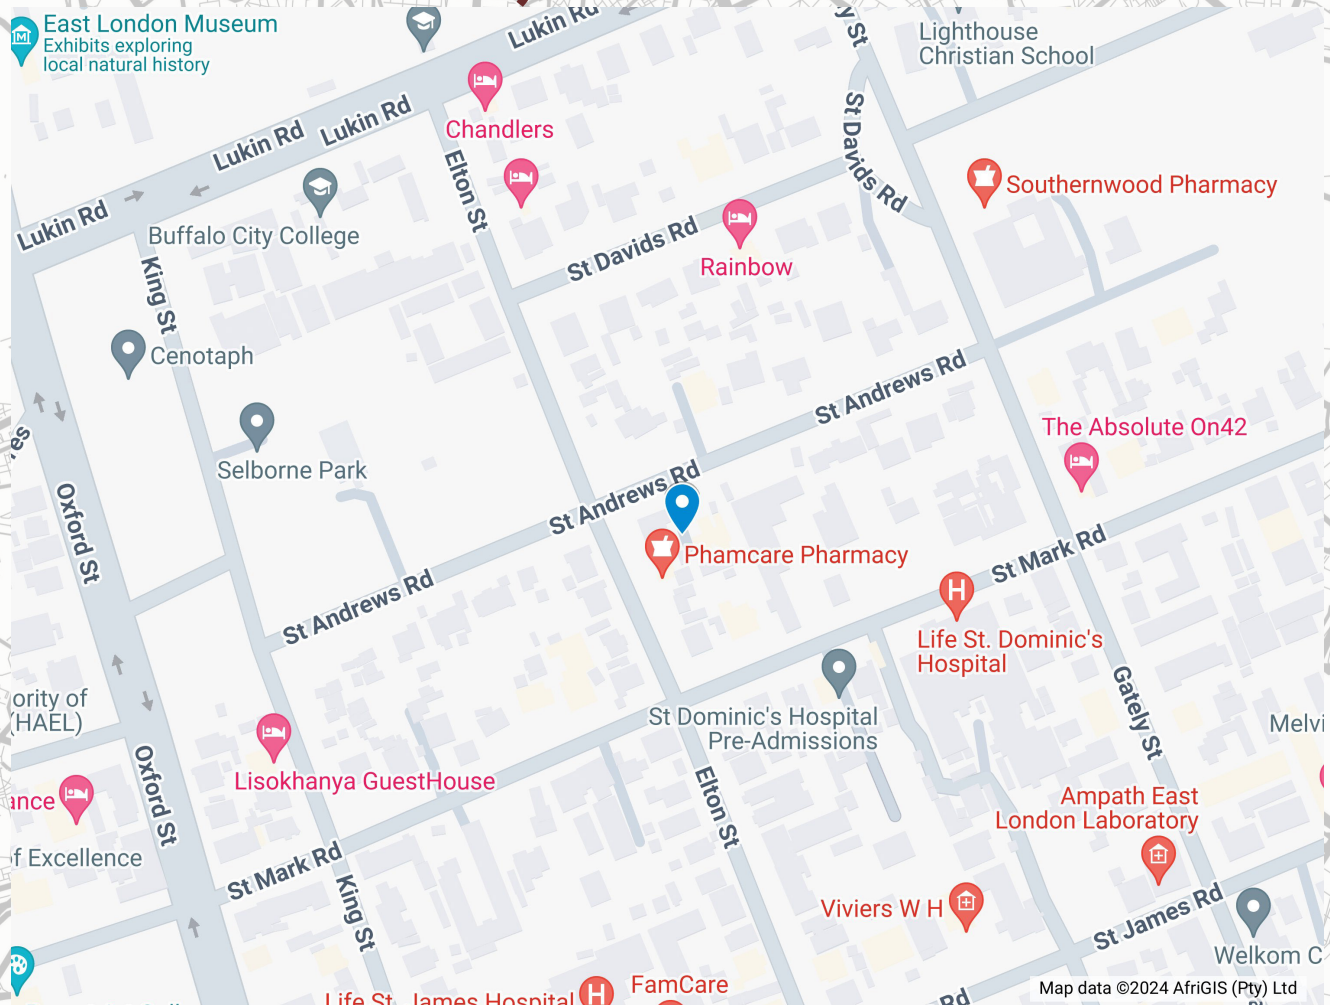 East London Museum
Exhibits exploring
local natural history
Lukin Rd
Lighthouse
Christian School
Lukin Rd
Lukin Rd
Chandlers
St Davids Rd
Elton St
Southernwood Pharmacy
Lukin Rd
Buffalo City College
St Davids Rd
Rainbow
King St
Cenotaph
St Andrews Rd
The Absolute On42
Selborne Park
St Andrews Rd
Oxford St
Phamcare Pharmacy
St Mark Rd
St Andrews Rd
Life St. Dominic's
Hospital
ority of
(HAEL)
St Dominic's Hospital
Pre-Admissions
Gately St
Melvi
Lisokhanya GuestHouse
Oxford St
Elton St
ance
Ampath East
London Laboratory
of Excellence
St Mark Rd
King St
Viviers W H
St James Rd
Welkom C
FamCare
Life St. James Hospital
Rd
Map data ©2024 AfriGIS (Pty) Ltd